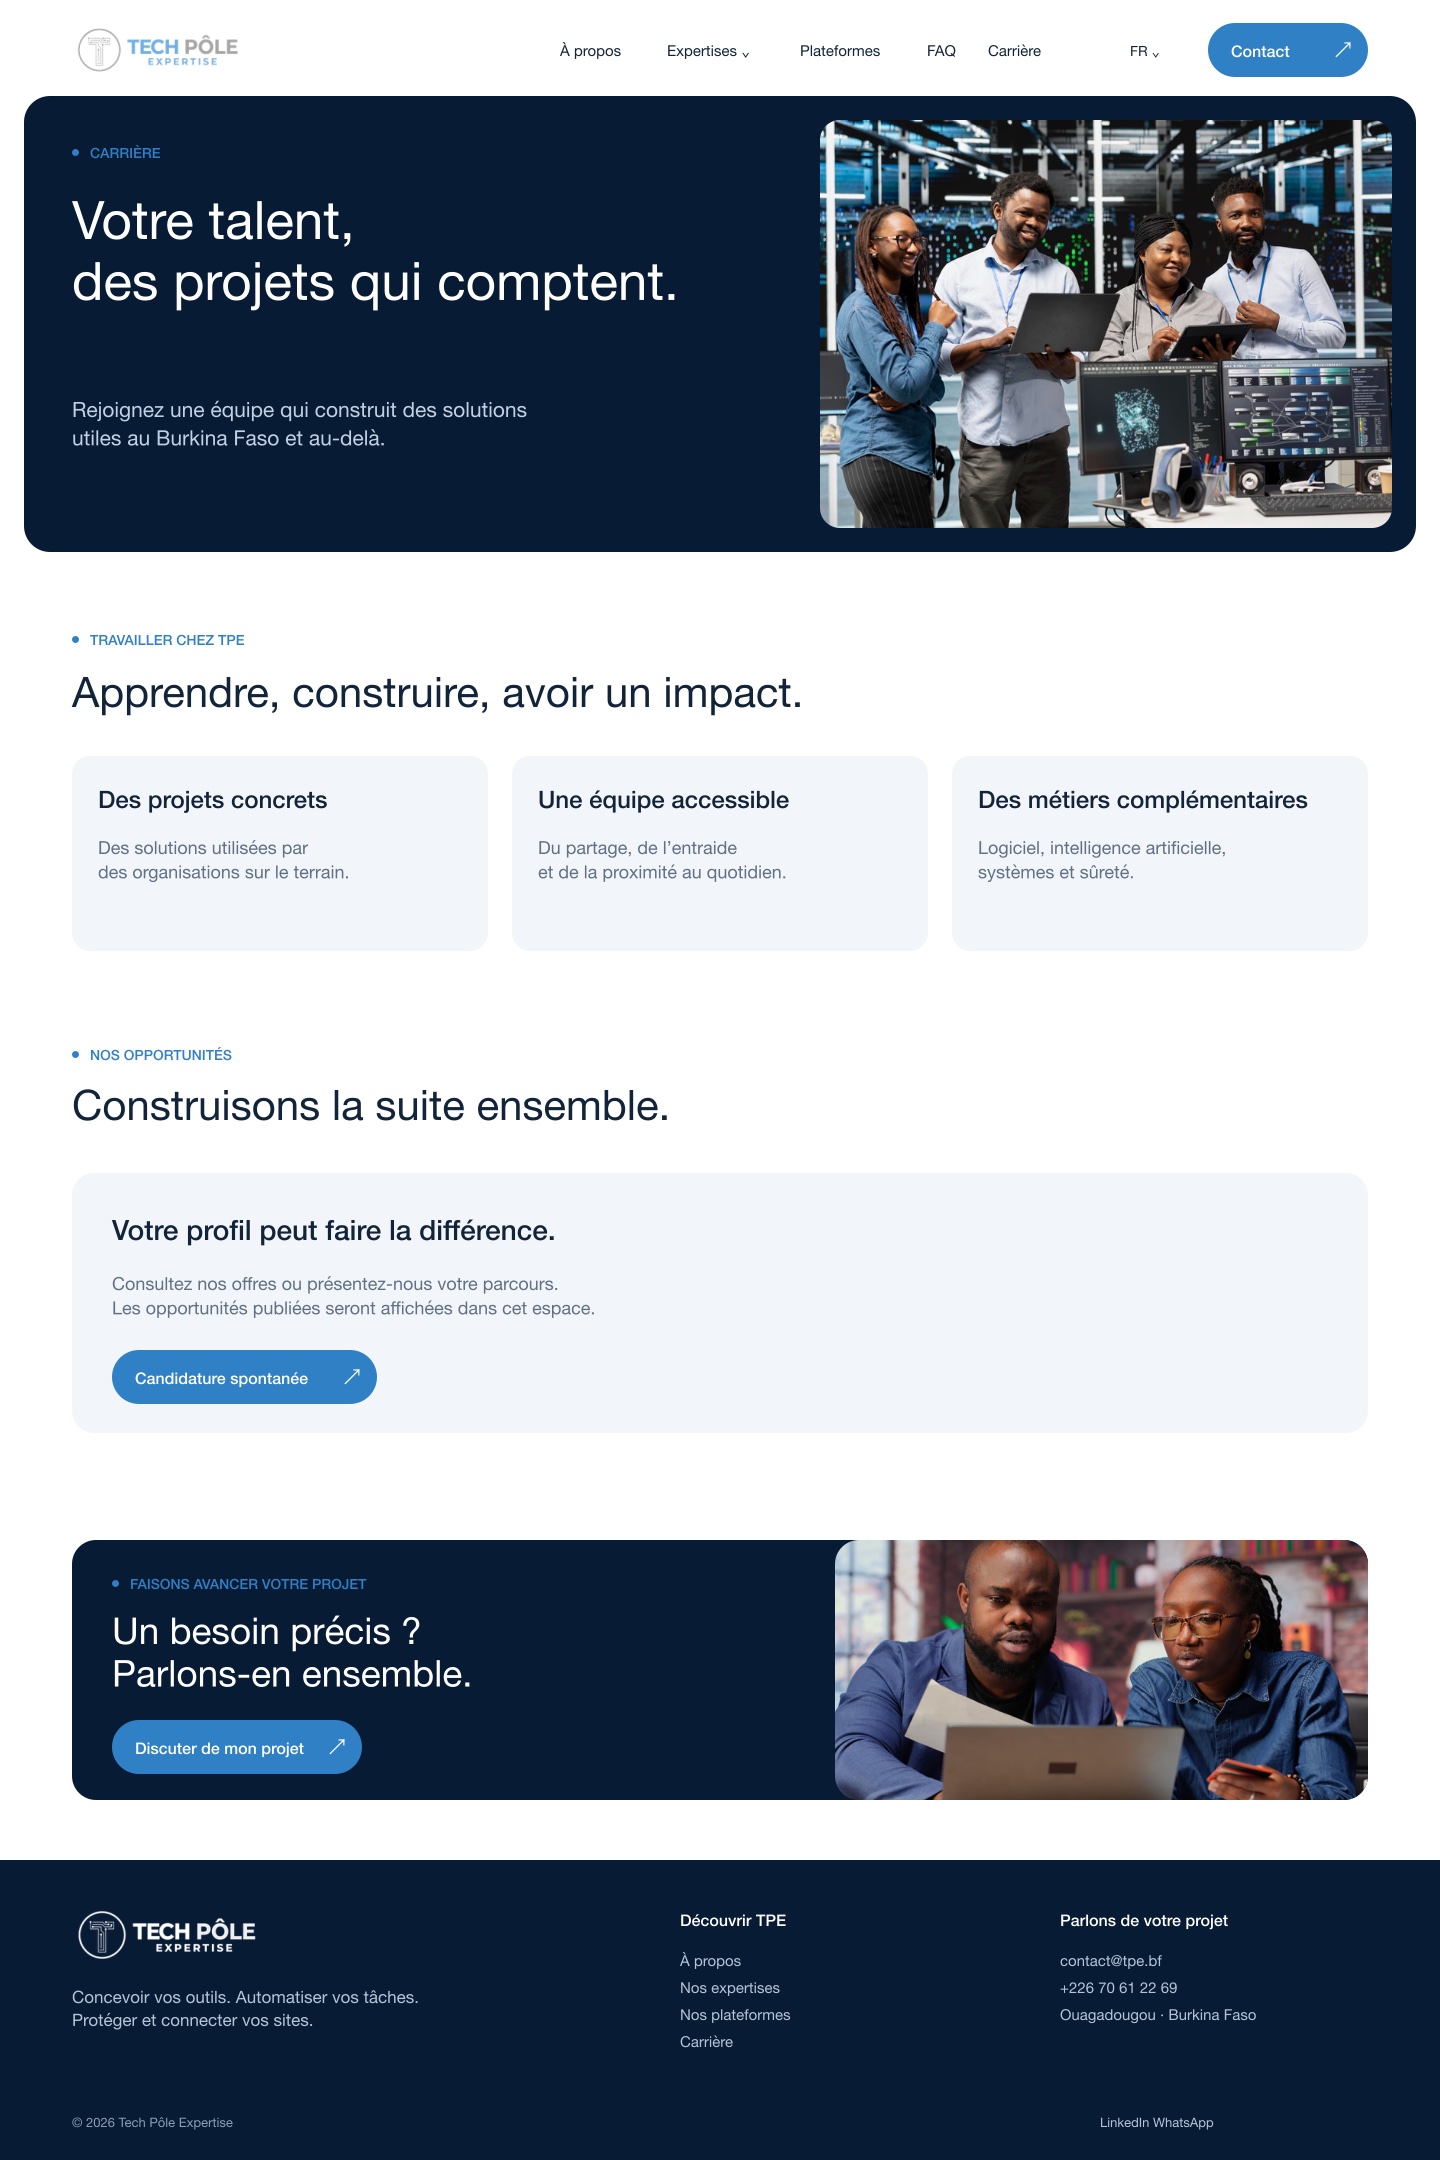 TECH PÔLE
EXPERTISE
À propos
Expertises
Plateformes
FAQ
Carrière
FR
Contact
CARRIÈRE
Votre talent,
des projets qui comptent.
Rejoignez une équipe qui construit des solutions
utiles au Burkina Faso et au-delà.
TRAVAILLER CHEZ TPE
Apprendre, construire, avoir un impact.
Des projets concrets
Des solutions utilisées par
des organisations sur le terrain.
Une équipe accessible
Du partage, de l’entraide
et de la proximité au quotidien.
Des métiers complémentaires
Logiciel, intelligence artificielle,
systèmes et sûreté.
NOS OPPORTUNITÉS
Construisons la suite ensemble.
Votre profil peut faire la différence.
Consultez nos offres ou présentez-nous votre parcours.
Les opportunités publiées seront affichées dans cet espace.
Candidature spontanée
FAISONS AVANCER VOTRE PROJET
Un besoin précis ?
Parlons-en ensemble.
Discuter de mon projet
TECH PÔLE
EXPERTISE
Concevoir vos outils. Automatiser vos tâches.
Protéger et connecter vos sites.
Découvrir TPE
À propos
Nos expertises
Nos plateformes
Carrière
Parlons de votre projet
contact@tpe.bf
+226 70 61 22 69
Ouagadougou · Burkina Faso
© 2026 Tech Pôle Expertise
LinkedIn WhatsApp